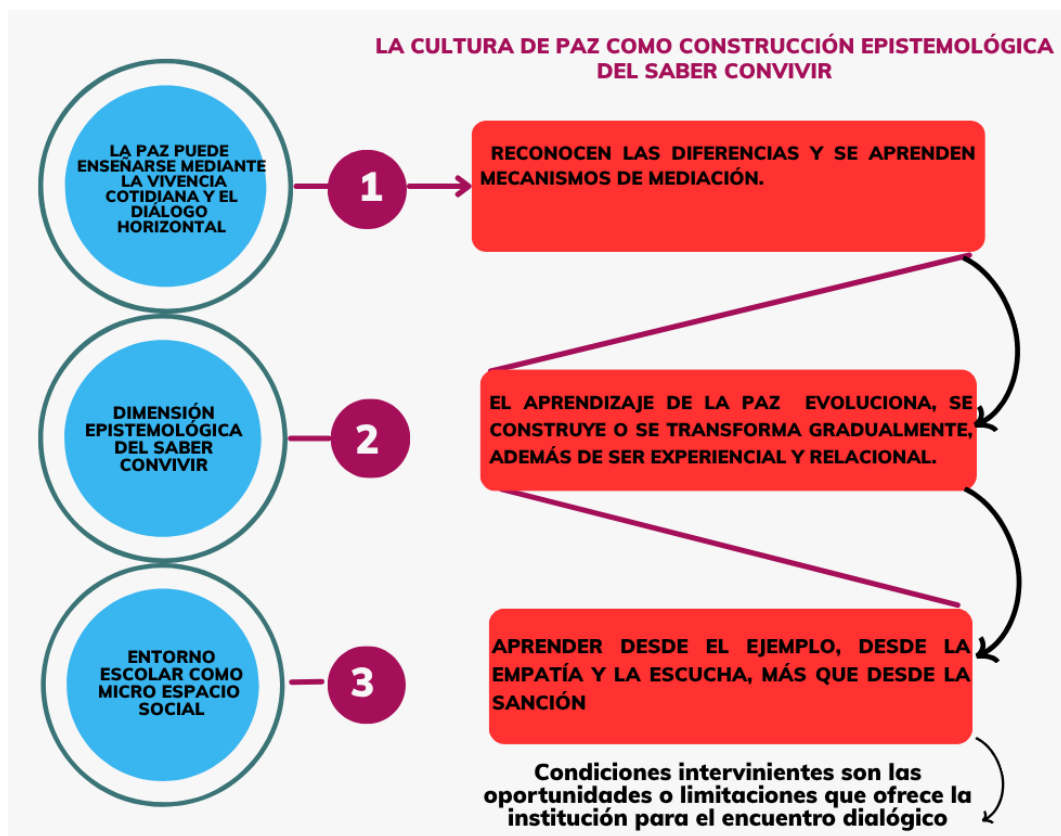 LA CULTURA DE PAZ COMO CONSTRUCCIÓN EPISTEMOLÓGICA
DEL SABER CONVIVIR
LA PAZ PUEDE
ENSEÑARSE MEDIANTE
LA VIVENCIA
COTIDIANA Y EL
DIÁLOGO
HORIZONTAL
1
RECONOCEN LAS DIFERENCIAS Y SE APRENDEN
MECANISMOS DE MEDIACIÓN.
DIMENSIÓN
EPISTEMOLÓGICA
DEL SABER
CONVIVIR
2
EL APRENDIZAJE DE LA PAZ EVOLUCIONA, SE
CONSTRUYE O SE TRANSFORMA GRADUALMENTE,
ADEMÁS DE SER EXPERIENCIAL Y RELACIONAL.
ENTORNO
ESCOLAR COMO
MICRO ESPACIO
SOCIAL
3
APRENDER DESDE EL EJEMPLO, DESDE LA
EMPATÍA Y LA ESCUCHA, MÁS QUE DESDE LA
SANCIÓN
Condiciones intervinientes son las
oportunidades o limitaciones que ofrece la
institución para el encuentro dialógico